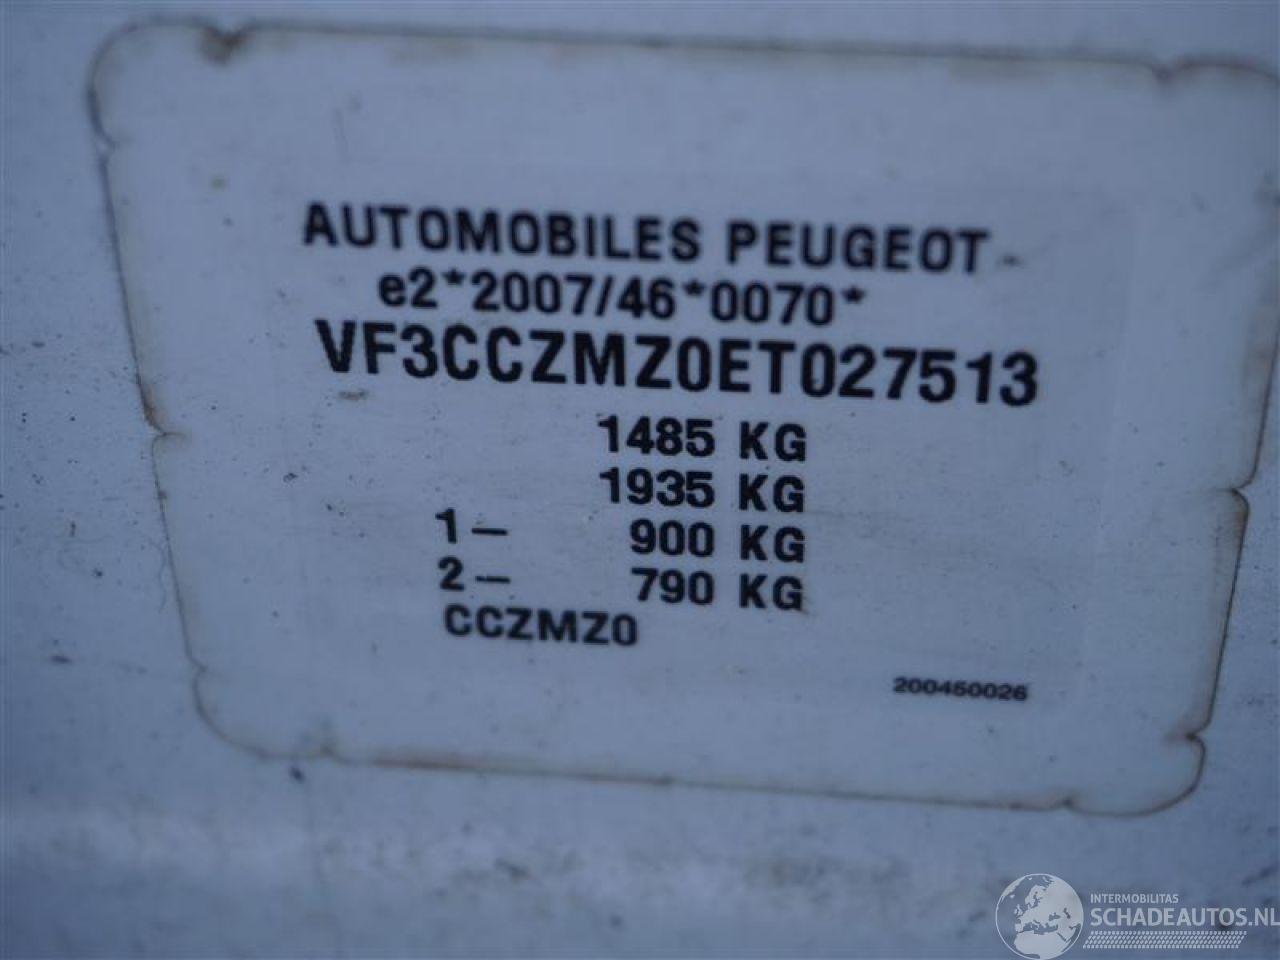 AUTOMOBILES PEUGEOT
e2*2007/46*0070*
VF3CCZMZ0ET027513
1485 KG
1935 KG
1- 900 KG
2- 790 KG
CCZMZ0
200450026
INTERMOBILITAS
SCHADEAUTOS.NL